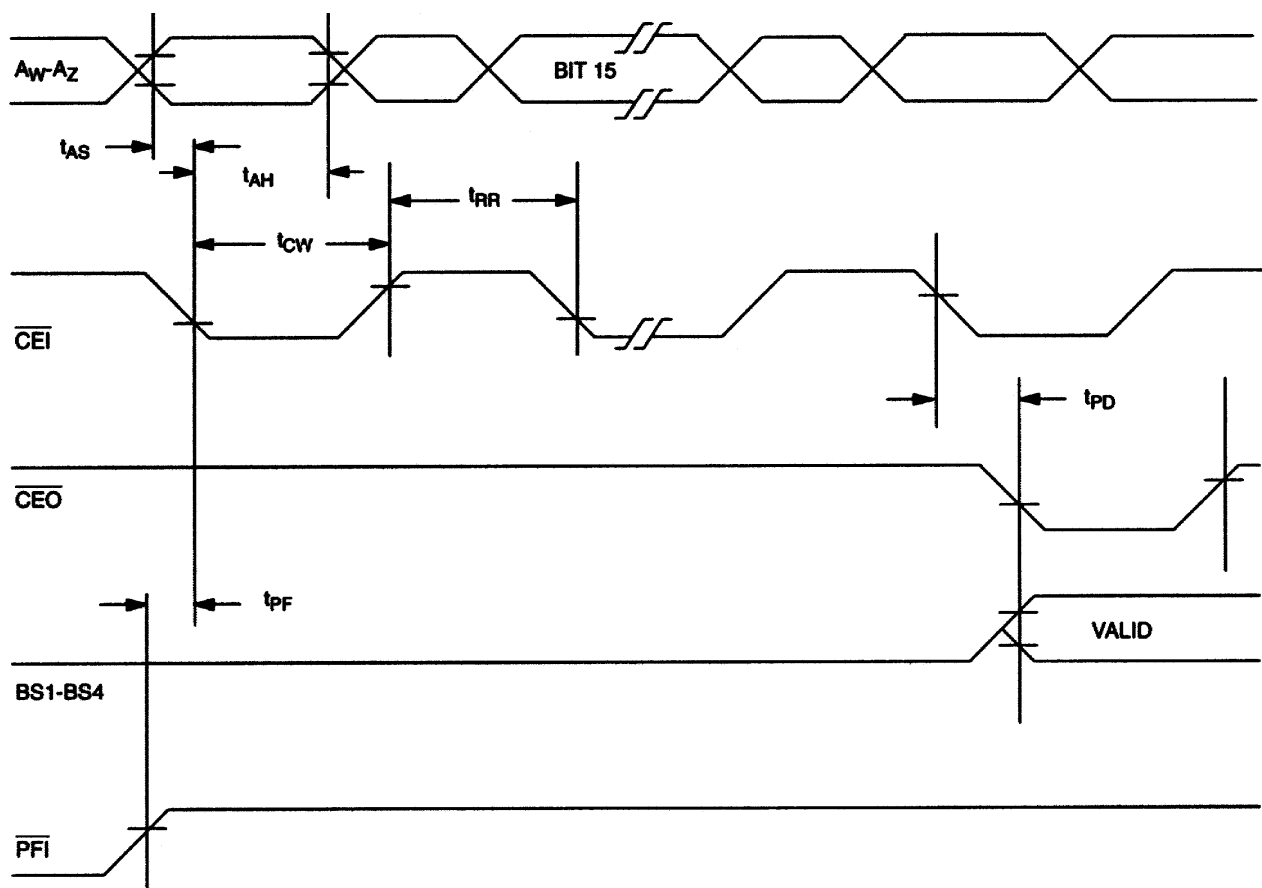 AW-AZ
BIT 15
tAS
tAH
tRR
tCW
CEI
tPD
CEO
tPF
VALID
BS1-BS4
PFI